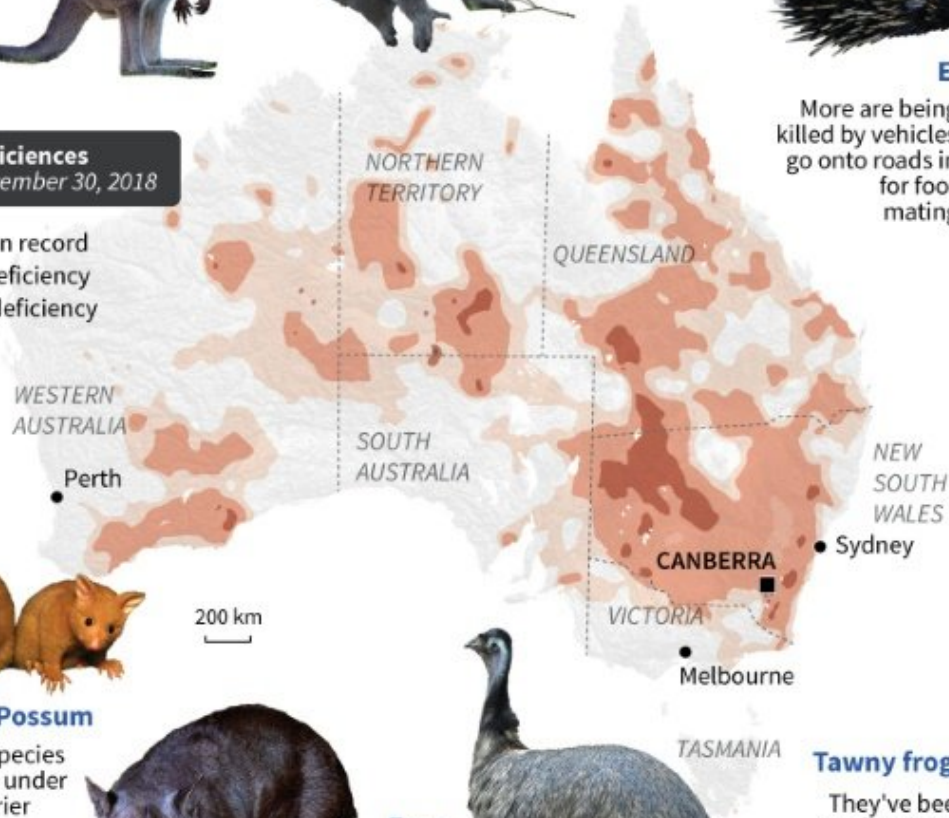 iciences
ember 30, 2018
n record
eficiency
deficiency
NORTHERN
TERRITORY
QUEENSLAND
WESTERN
AUSTRALIA
Perth
SOUTH
AUSTRALIA
NEW
SOUTH
WALES
Sydney
CANBERRA
VICTORIA
Melbourne
TASMANIA
200 km
E
More are being
killed by vehicles
go onto roads in
for foo
mating
Possum
pecies
under
rier
Tawny frog
They've bee